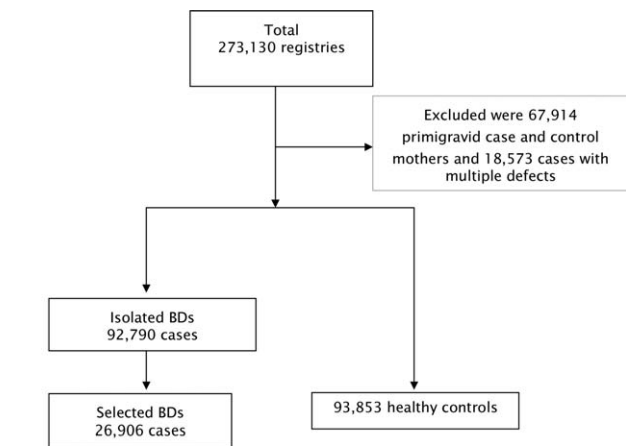 Total
273,130 registries
Excluded were 67,914
primigravid case and control
mothers and 18,573 cases with
multiple defects
Isolated BDs
92,790 cases
Selected BDs
26,906 cases
93,853 healthy controls